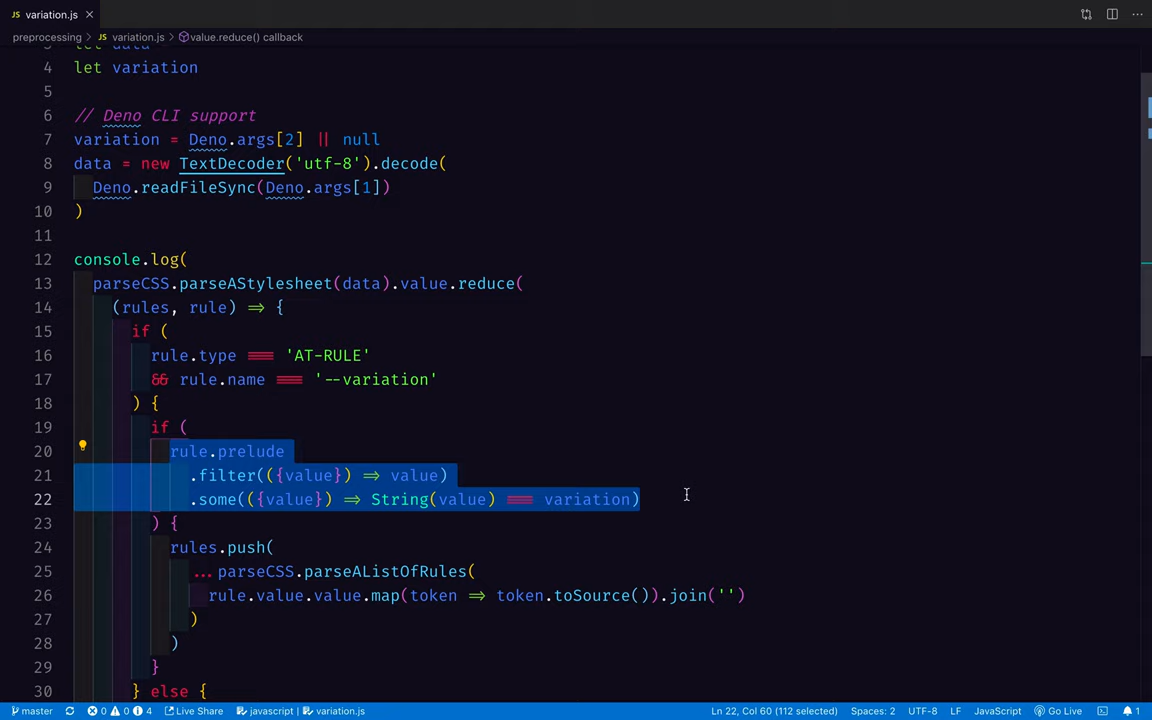 JS variation.js
preprocessing > JS variation.js > value.reduce() callback
3 let data
4 let variation
5
6 // Deno CLI support
7 variation = Deno.args[2] || null
8 data = new TextDecoder('utf-8').decode(
9 Deno.readFileSync(Deno.args[1])
10 )
11
12 console.log(
13 parseCSS.parseAStylesheet(data).value.reduce(
14 (rules, rule) => {
15 if (
16 rule.type === 'AT-RULE'
17 && rule.name === '--variation'
18 ) {
19 if (
20 rule.prelude
21 .filter(({value}) => value)
22 .some(({value}) => String(value) === variation)
23 ) {
24 rules.push(
25 ...parseCSS.parseAListOfRules(
26 rule.value.value.map(token => token.toSource()).join('')
27 )
28 )
29 }
30 } else {
master 0 0 4 Live Share javascript | variation.js Ln 22, Col 60 (112 selected) Spaces: 2 UTF-8 LF JavaScript Go Live 1